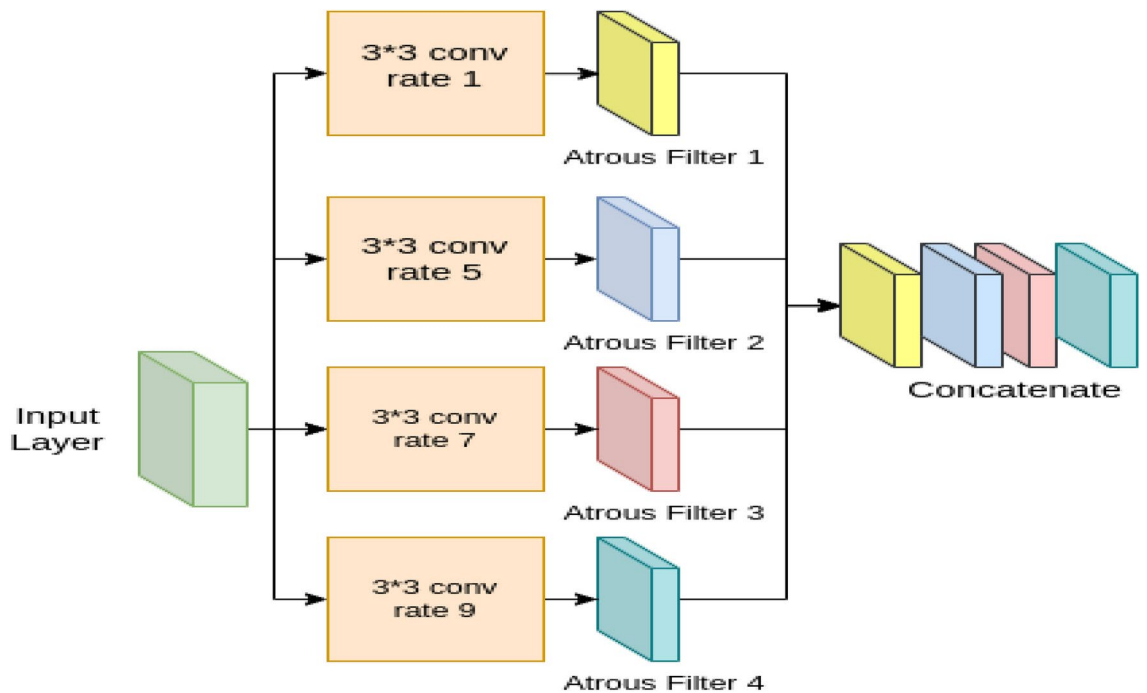 3*3 conv
rate 1
Atrous Filter 1
3*3 conv
rate 5
Atrous Filter 2
Input
Layer
3*3 conv
rate 7
Atrous Filter 3
3*3 conv
rate 9
Atrous Filter 4
Concatenate